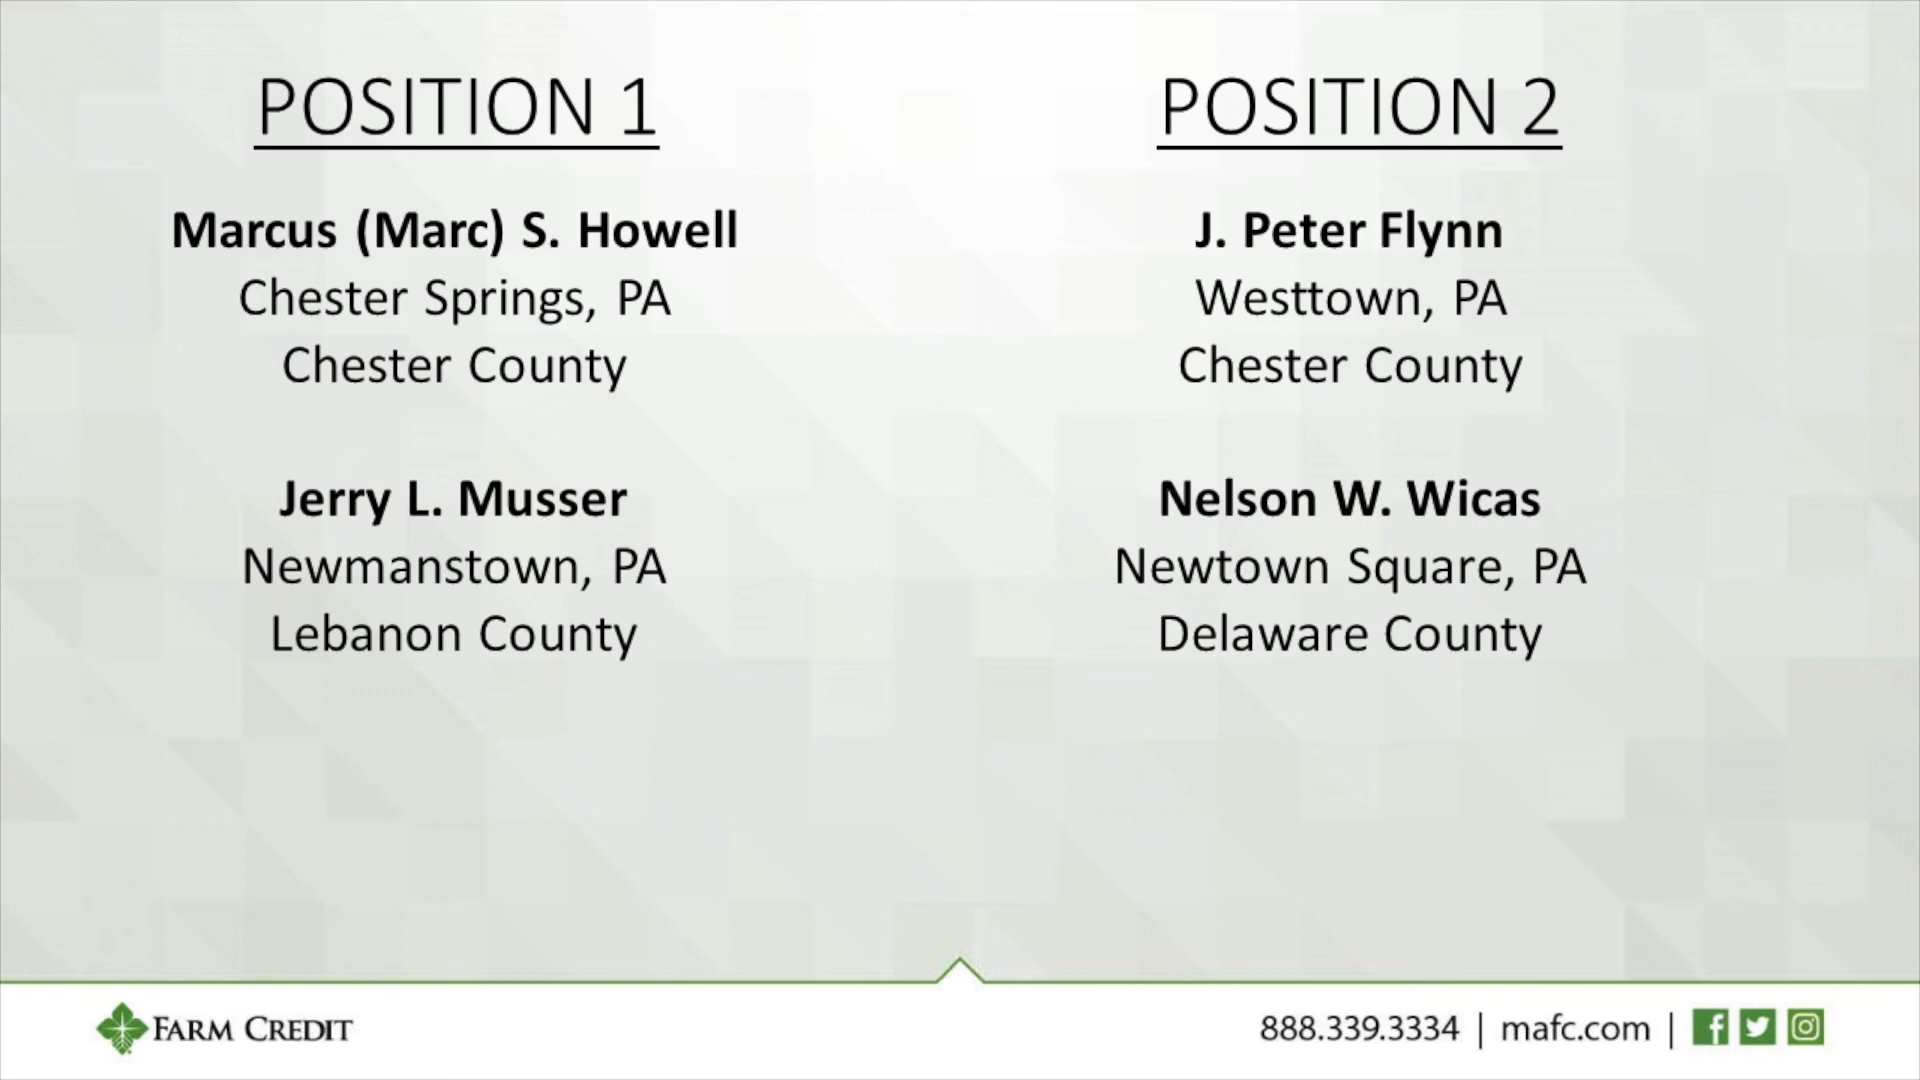 POSITION 1
Marcus (Marc) S. Howell
Chester Springs, PA
Chester County
Jerry L. Musser
Newmanstown, PA
Lebanon County
POSITION 2
J. Peter Flynn
Westtown, PA
Chester County
Nelson W. Wicas
Newtown Square, PA
Delaware County
FARM CREDIT
888.339.3334 | mafc.com |